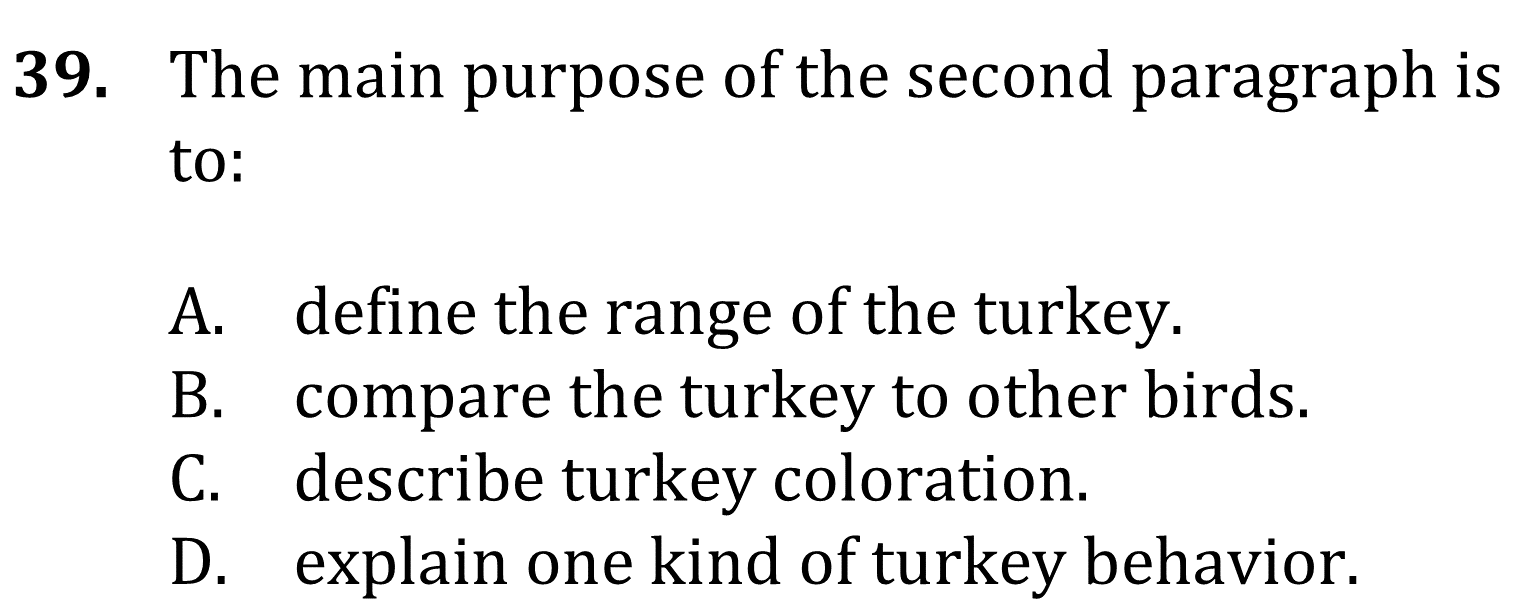 39. The main purpose of the second paragraph is
to:
A. define the range of the turkey.
B. compare the turkey to other birds.
C. describe turkey coloration.
D. explain one kind of turkey behavior.